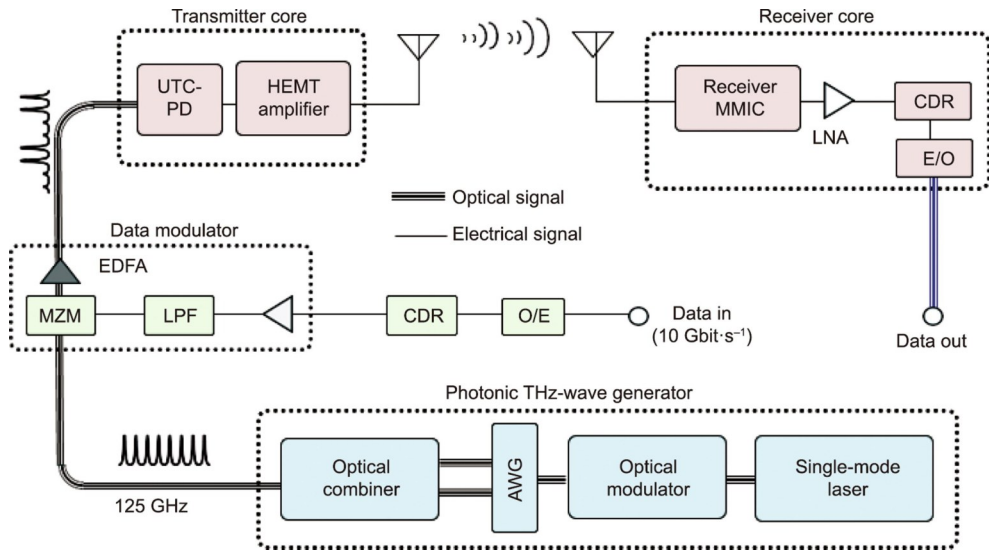 Transmitter core
Receiver core
UTC-
PD
HEMT
amplifier
Receiver
MMIC
LNA
CDR
E/O
Optical signal
Electrical signal
Data modulator
EDFA
MZM
LPF
CDR
O/E
Data in
(10 Gbit·s⁻¹)
Data out
Photonic THz-wave generator
Optical
combiner
AWG
Optical
modulator
Single-mode
laser
125 GHz